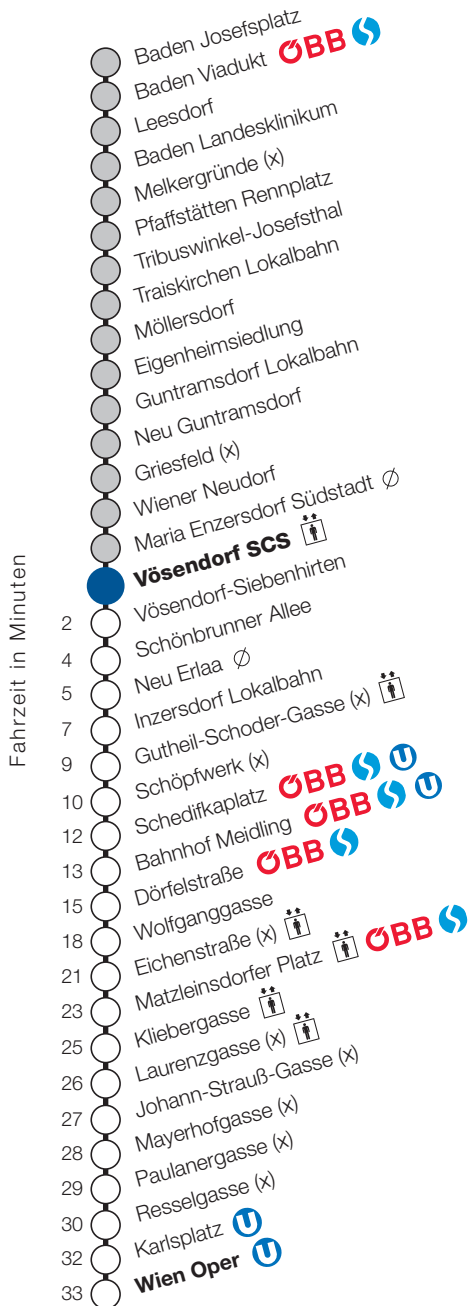 Baden Josefsplatz
Baden Viadukt ÖBB S
Leesdorf
Baden Landesklinikum
Melkergründe (x)
Pfaffstätten Rennplatz
Tribuswinkel-Josefsthal
Traiskirchen Lokalbahn
Möllersdorf
Eigenheimsiedlung
Guntramsdorf Lokalbahn
Neu Guntramsdorf
Griesfeld (x)
Wiener Neudorf
Maria Enzersdorf Südstadt ∅
Vösendorf SCS
Fahrzeit in Minuten
2 Vösendorf-Siebenhirten
4 Schönbrunner Allee
5 Neu Erlaa ∅
7 Inzersdorf Lokalbahn
9 Gutheil-Schoder-Gasse (x)
10 Schöpfwerk (x)
12 Schedifkaplatz ÖBB S U
13 Bahnhof Meidling ÖBB S U
15 Dörfelstraße ÖBB S
18 Wolfganggasse
21 Eichenstraße (x)
23 Matzleinsdorfer Platz ÖBB S
25 Kliebergasse
26 Laurenzgasse (x)
27 Johann-Strauß-Gasse (x)
28 Mayerhofgasse (x)
29 Paulanergasse (x)
30 Resselgasse (x)
32 Karlsplatz U
33 Wien Oper U